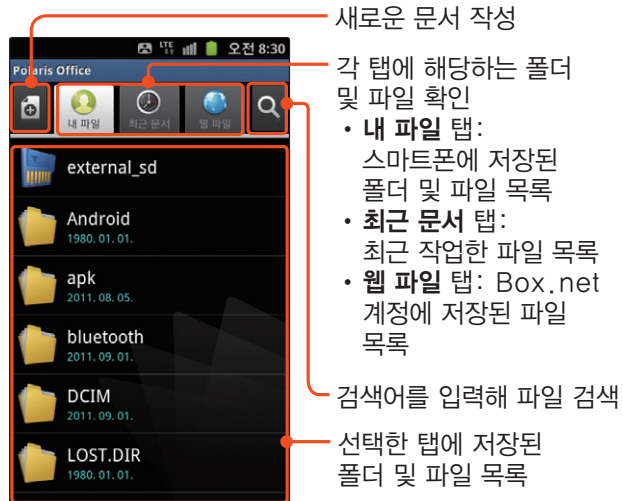 새로운 문서 작성
LTE 오전 8:30
Polaris Office
각 탭에 해당하는 폴더
및 파일 확인
내 파일 최근 문서 웹 파일
• 내 파일 탭:
스마트폰에 저장된
폴더 및 파일 목록
• 최근 문서 탭:
최근 작업한 파일 목록
• 웹 파일 탭: Box.net
계정에 저장된 파일
목록
external_sd
Android
1980. 01. 01.
apk
2011. 08. 05.
bluetooth
2011. 09. 01.
DCIM
2011. 09. 01.
LOST.DIR
1980. 01. 01.
검색어를 입력해 파일 검색
선택한 탭에 저장된
폴더 및 파일 목록